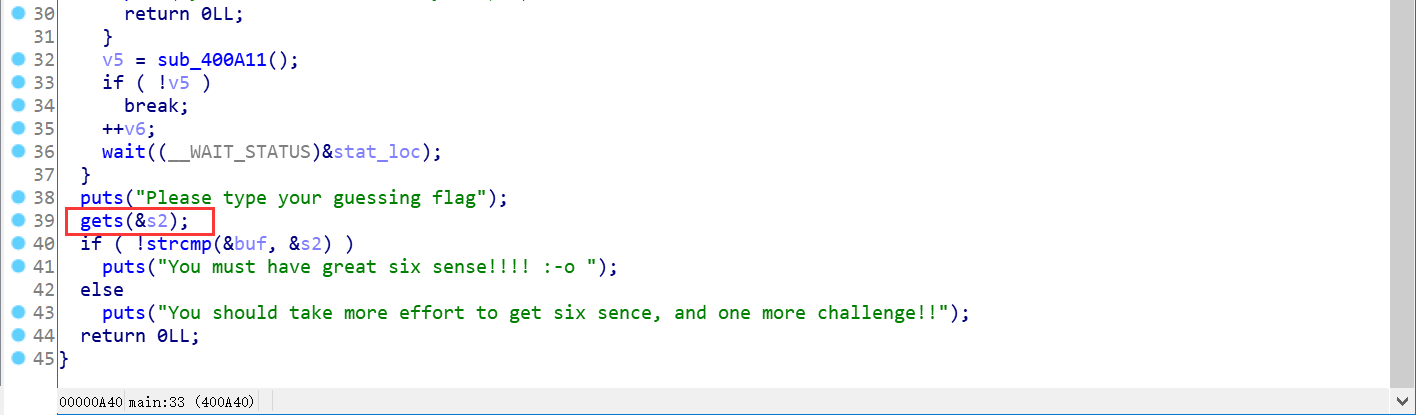 30 return 0LL;
31 }
32 v5 = sub_400A11();
33 if ( !v5 )
34 break;
35 ++v6;
36 wait((__WAIT_STATUS)&stat_loc);
37 }
38 puts("Please type your guessing flag");
39 gets(&s2);
40 if ( !strcmp(&buf, &s2) )
41 puts("You must have great six sense!!!! :-o ");
42 else
43 puts("You should take more effort to get six sence, and one more challenge!!");
44 return 0LL;
45 }
00000A40 main:33 (400A40)